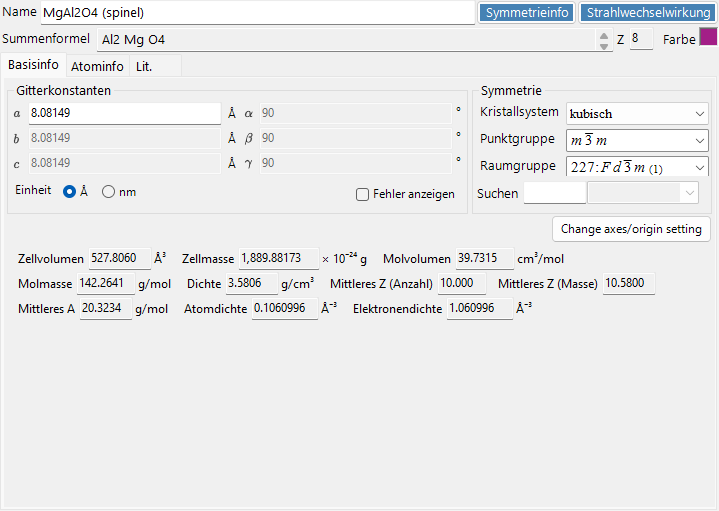 Name MgAl2O4 (spinel) Symmetrieinfo Strahlwechselwirkung
Summenformel Al2 Mg O4 Z 8 Farbe
Basisinfo Atominfo Lit.
Gitterkonstanten
a 8.08149 Å α 90 °
b 8.08149 Å β 90 °
c 8.08149 Å γ 90 °
Einheit Å nm Fehler anzeigen
Symmetrie
Kristallsystem kubisch
Punktgruppe m 3̅ m
Raumgruppe 227: F d 3̅ m (1)
Suchen
Change axes/origin setting
Zellvolumen 527.8060 Å³ Zellmasse 1,889.88173 × 10⁻²⁴ g Molvolumen 39.7315 cm³/mol
Molmasse 142.2641 g/mol Dichte 3.5806 g/cm³ Mittleres Z (Anzahl) 10.000 Mittleres Z (Masse) 10.5800
Mittleres A 20.3234 g/mol Atomdichte 0.1060996 Å⁻³ Elektronendichte 1.060996 Å⁻³